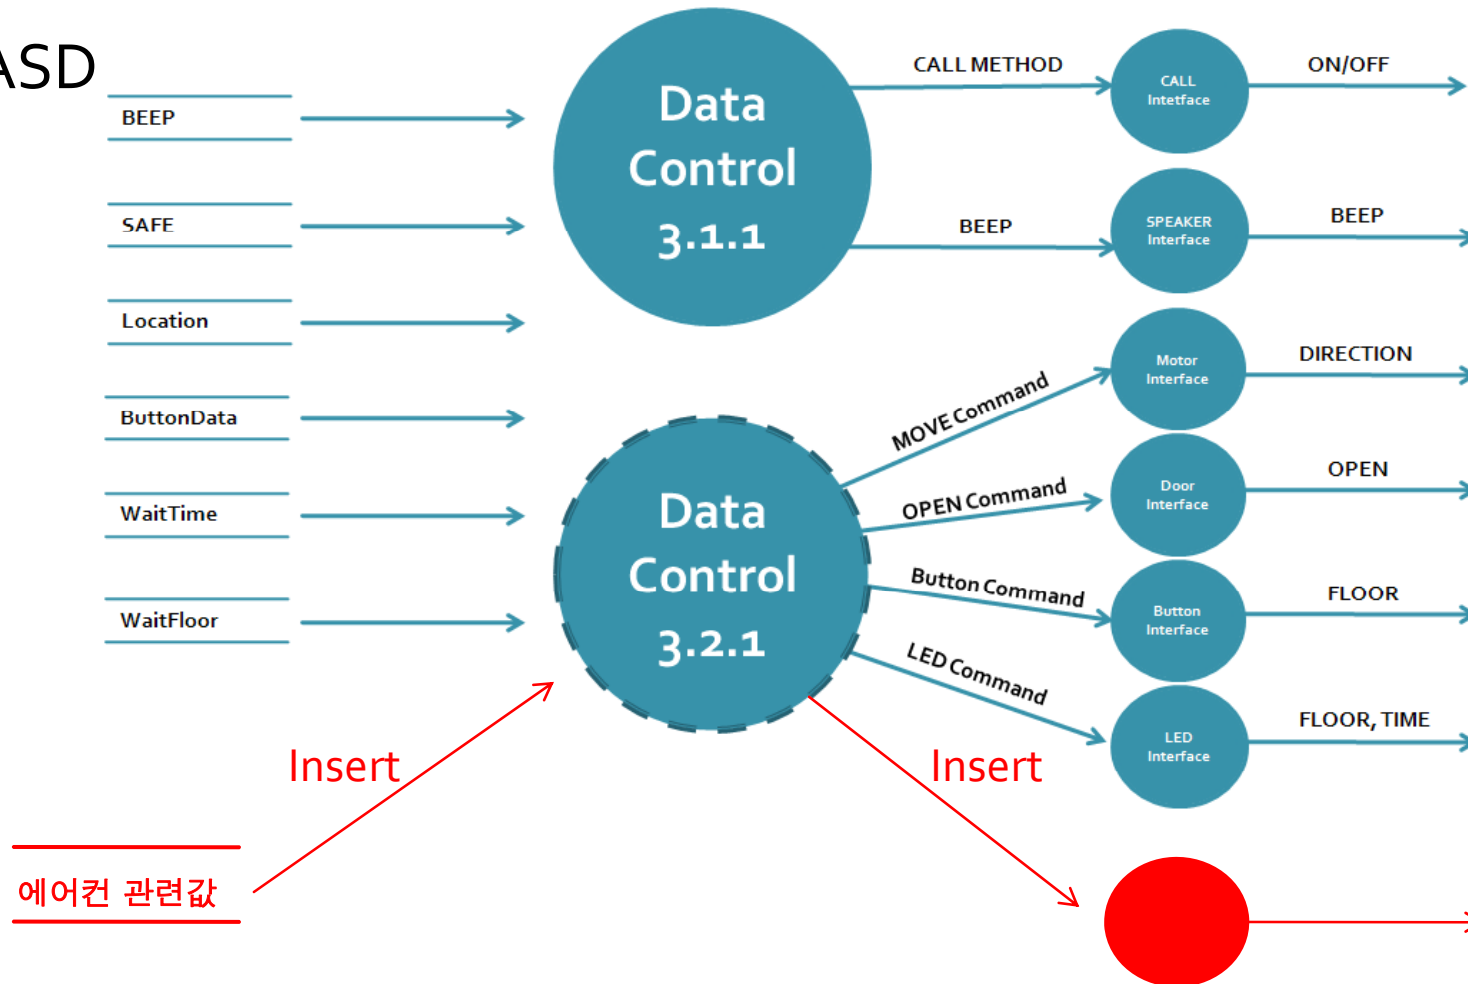 ASD
BEEP
SAFE
Location
ButtonData
WaitTime
WaitFloor
에어컨 관련값
Insert
Data
Control
3.1.1
Data
Control
3.2.1
CALL METHOD
BEEP
MOVE Command
OPEN Command
Button Command
LED Command
Insert
CALL
Intetface
SPEAKER
Interface
Motor
Interface
Door
Interface
Button
Interface
LED
Interface
ON/OFF
BEEP
DIRECTION
OPEN
FLOOR
FLOOR, TIME